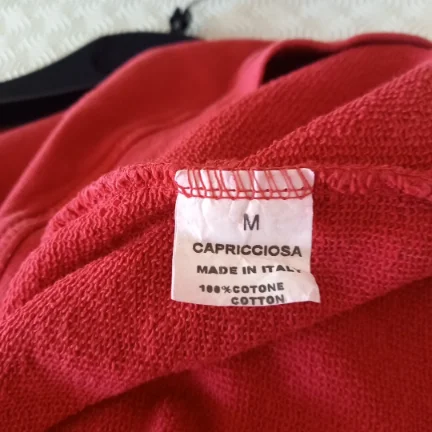 M
CAPRICCIOSA
MADE IN ITALY
100% COTONE
COTTON